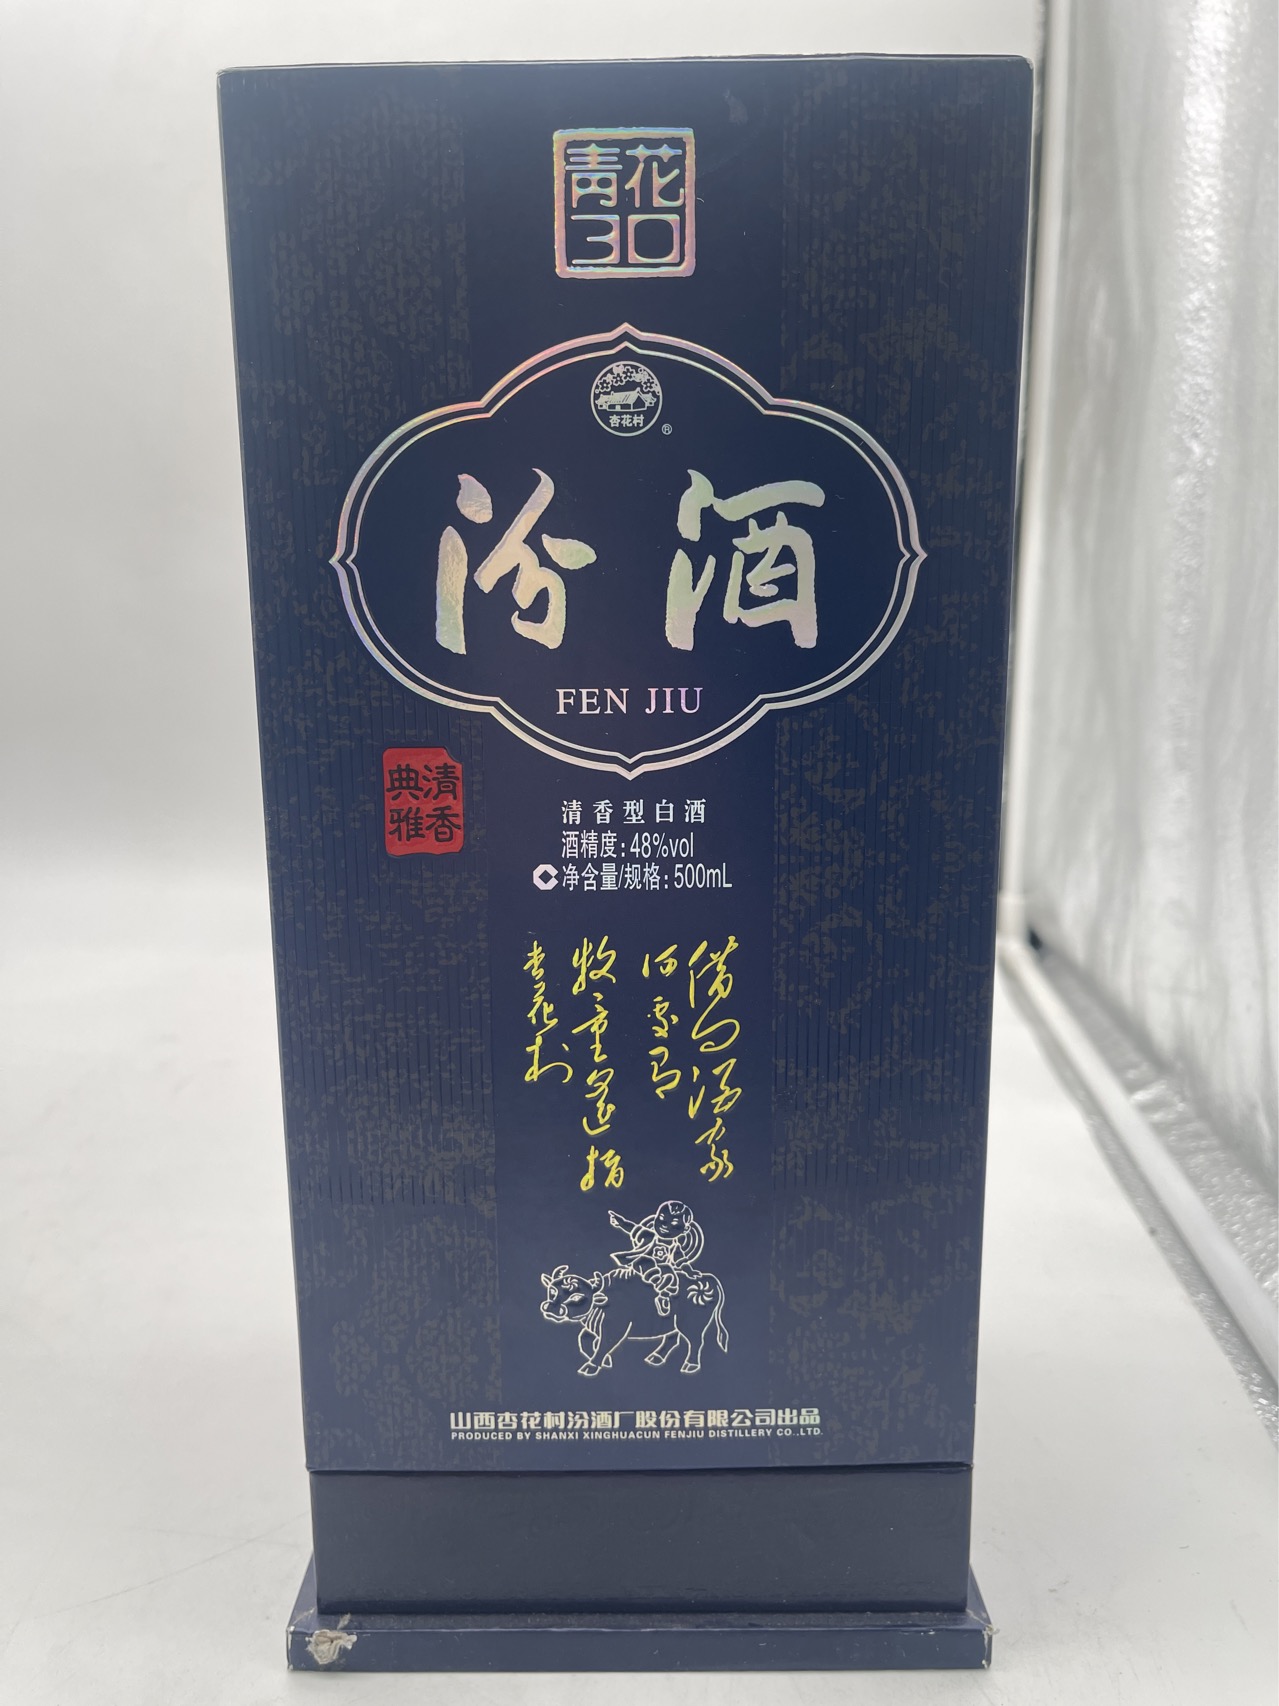 青花
30
杏花村
®
汾酒
FEN JIU
清香
典雅
清香型白酒
酒精度:48%vol
净含量/规格:500mL
借问酒家
何处有
牧童遥指
杏花村
山西杏花村汾酒厂股份有限公司出品
PRODUCED BY SHANXI XINGHUACUN FENJIU DISTILLERY CO.,LTD.